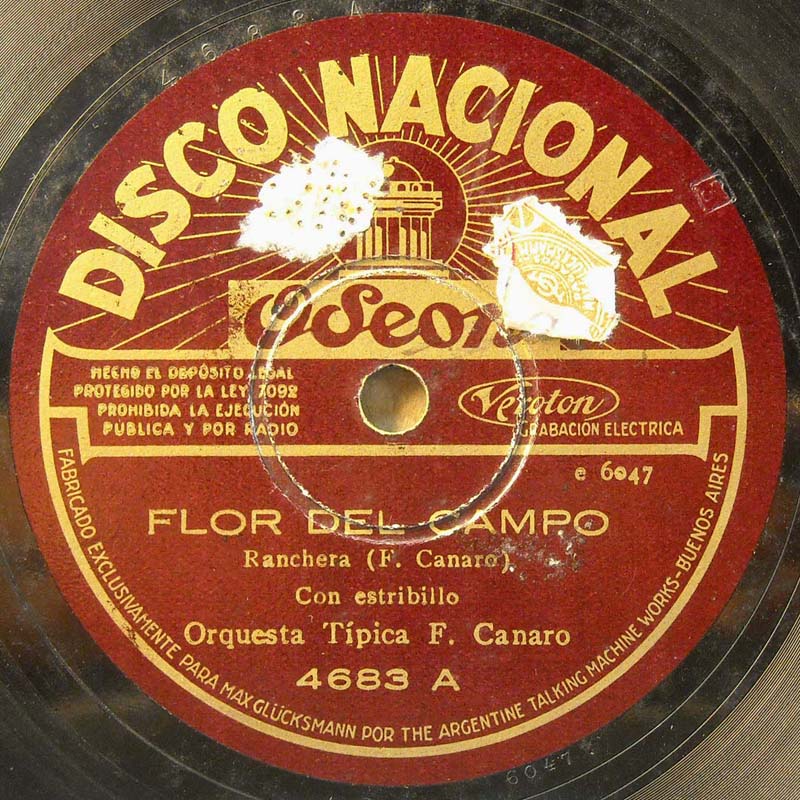 DISCO NACIONAL
Odeon
HECHO EL DEPÓSITO LEGAL
PROTEGIDO POR LA LEY 7092
PROHIBIDA LA EJECUCIÓN
PÚBLICA Y POR RADIO
Veroton
GRABACIÓN ELECTRICA
e 6047
FLOR DEL CAMPO
Ranchera (F. Canaro)
Con estribillo
Orquesta Típica F. Canaro
4683 A
FABRICADO EXCLUSIVAMENTE PARA MAX GLÜCKSMANN POR THE ARGENTINE TALKING MACHINE WORKS-BUENOS AIRES